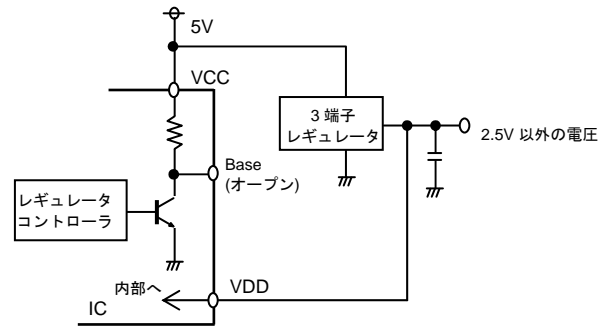 5V
VCC
3 端子
レギュレータ
2.5V 以外の電圧
Base
(オープン)
レギュレータ
コントローラ
内部へ
VDD
IC